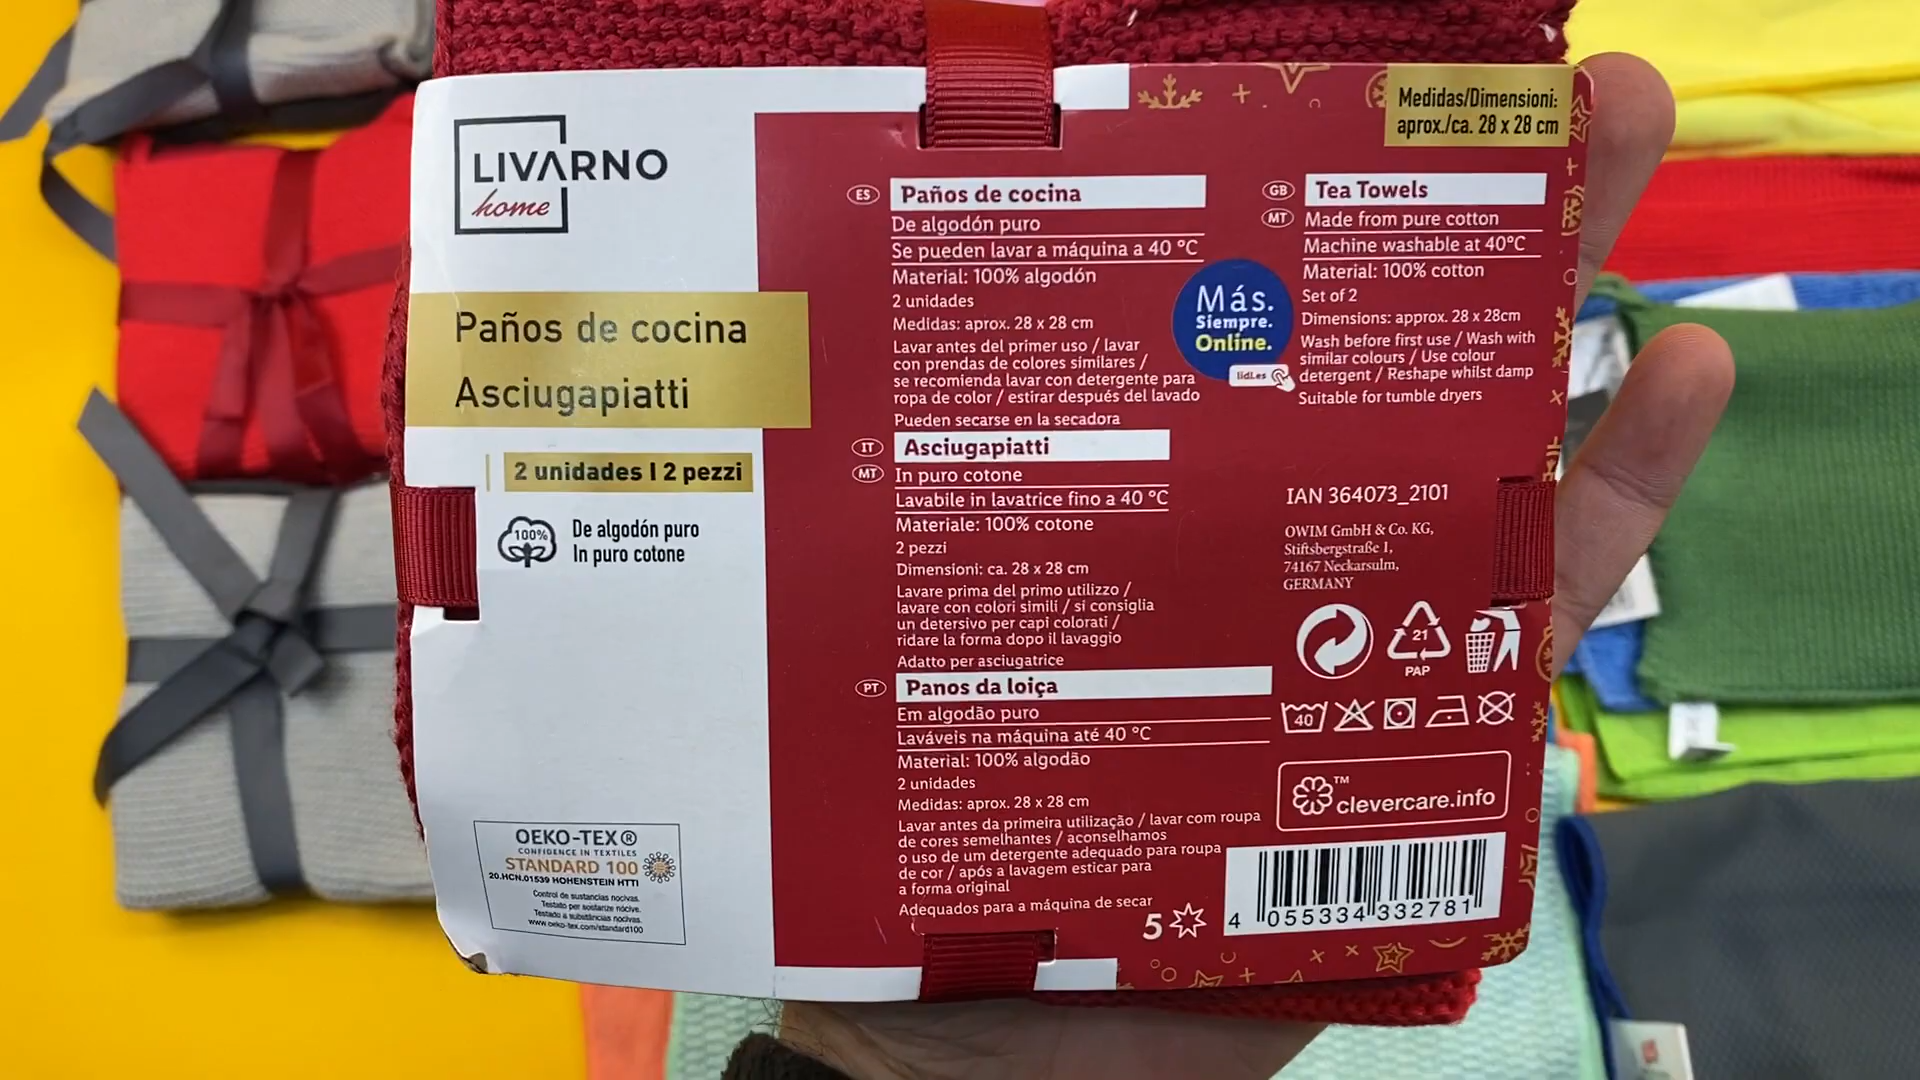 LIVARNO
home
Paños de cocina
Asciugapiatti
2 unidades I 2 pezzi
100%
De algodón puro
In puro cotone
OEKO-TEX®
CONFIDENCE IN TEXTILES
STANDARD 100
20.HCN.01539 HOHENSTEIN HTTI
Control de sustancias nocivas.
Testato per sostanze nocive.
Testado a substâncias nocivas.
www.oeko-tex.com/standard100
Medidas/Dimensioni:
aprox./ca. 28 x 28 cm
ES Paños de cocina
De algodón puro
Se pueden lavar a máquina a 40 °C
Material: 100% algodón
2 unidades
Medidas: aprox. 28 x 28 cm
Lavar antes del primer uso / lavar
con prendas de colores similares /
se recomienda lavar con detergente para
ropa de color / estirar después del lavado
Pueden secarse en la secadora
IT Asciugapiatti
MT In puro cotone
Lavabile in lavatrice fino a 40 °C
Materiale: 100% cotone
2 pezzi
Dimensioni: ca. 28 x 28 cm
Lavare prima del primo utilizzo /
lavare con colori simili / si consiglia
un detersivo per capi colorati /
ridare la forma dopo il lavaggio
Adatto per asciugatrice
PT Panos da loiça
Em algodão puro
Laváveis na máquina até 40 °C
Material: 100% algodão
2 unidades
Medidas: aprox. 28 x 28 cm
Lavar antes da primeira utilização / lavar com roupa
de cores semelhantes / aconselhamos
o uso de um detergente adequado para roupa
de cor / após a lavagem esticar para
a forma original
Adequados para a máquina de secar
5
Más.
Siempre.
Online.
lidl.es
GB Tea Towels
MT Made from pure cotton
Machine washable at 40°C
Material: 100% cotton
Set of 2
Dimensions: approx. 28 x 28cm
Wash before first use / Wash with
similar colours / Use colour
detergent / Reshape whilst damp
Suitable for tumble dryers
IAN 364073_2101
OWIM GmbH & Co. KG,
Stiftsbergstraße 1,
74167 Neckarsulm,
GERMANY
21
PAP
40
™
clevercare.info
4 055334 332781